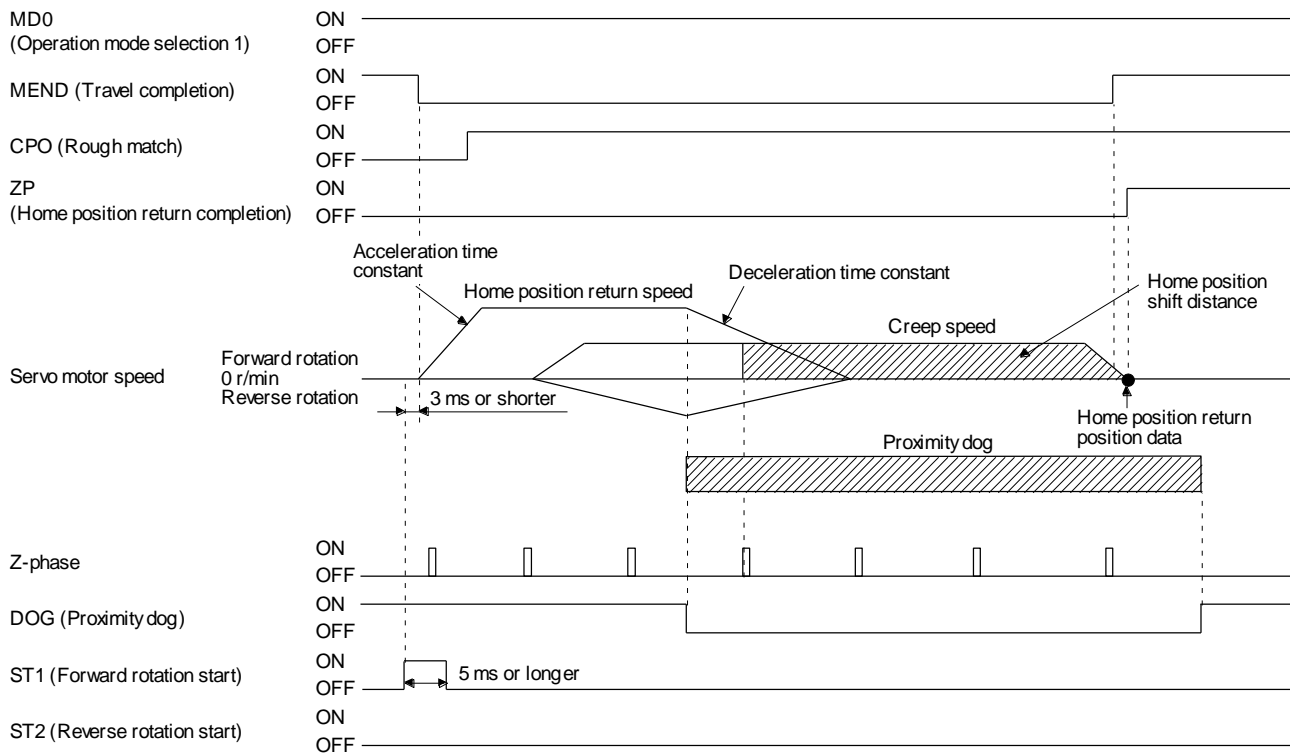 MD0
(Operation mode selection 1)
ON
OFF
MEND (Travel completion)
ON
OFF
CPO (Rough match)
ON
OFF
ZP
(Home position return completion)
ON
OFF
Acceleration time
constant
Home position return speed
Deceleration time constant
Creep speed
Home position
shift distance
Servo motor speed
Forward rotation
0 r/min
Reverse rotation
3 ms or shorter
Home position return
position data
Proximity dog
Z-phase
ON
OFF
DOG (Proximity dog)
ON
OFF
ST1 (Forward rotation start)
ON
OFF
5 ms or longer
ST2 (Reverse rotation start)
ON
OFF